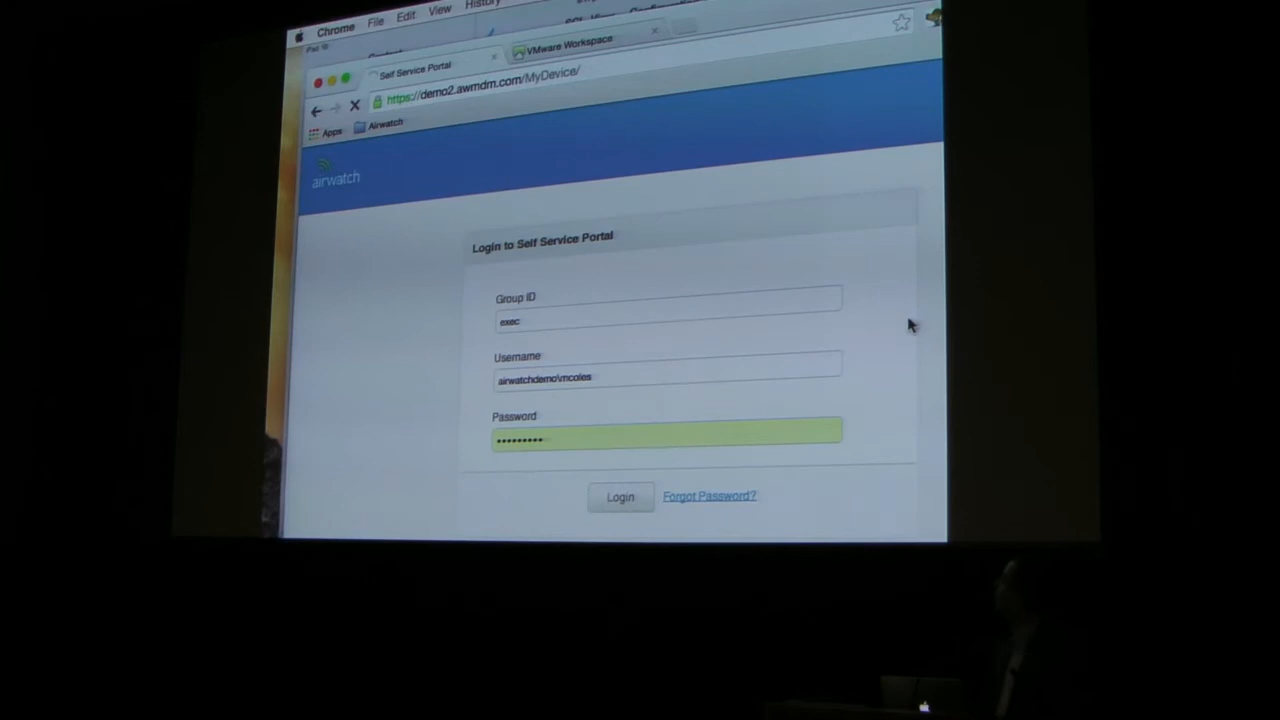 Chrome File Edit View History
iPad
Self Service Portal
VMware Workspace
https://demo2.awmdm.com/MyDevice/
Apps
Airwatch
airwatch
Login to Self Service Portal
Group ID
exec
Username
airwatchdemo\mcoles
Password
•••••••••
Login
Forgot Password?